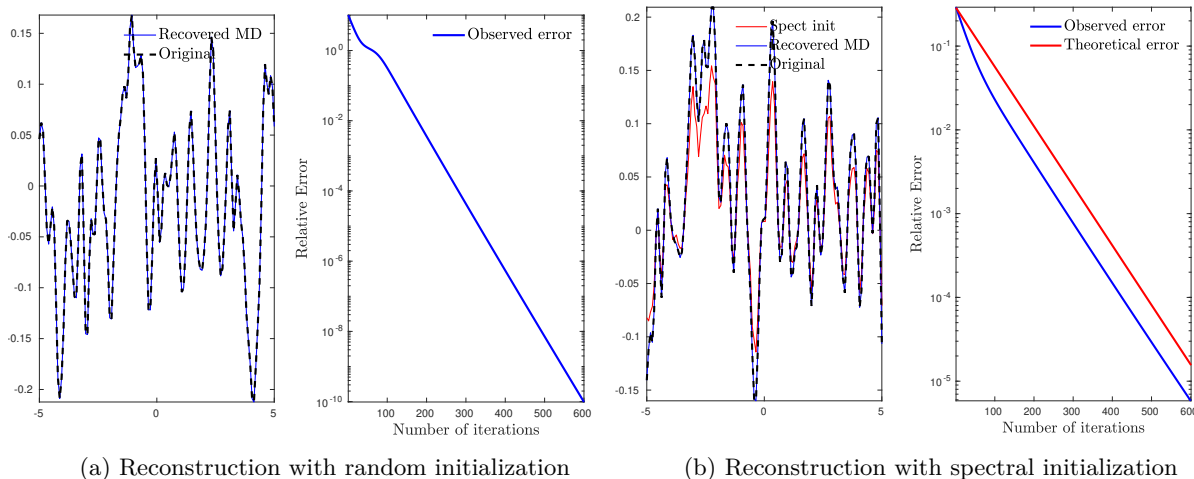 0.15
0.1
0.05
0
-0.05
-0.1
-0.15
-0.2
-5
0
5
Recovered MD
Original
Relative Error
10^0
10^-2
10^-4
10^-6
10^-8
10^-10
100 200 300 400 500 600
Number of iterations
Observed error
(a) Reconstruction with random initialization
0.2
0.15
0.1
0.05
0
0.05
-0.1
-0.15
-5
0
5
Spect init
Recovered MD
Original
Relative Error
10^-1
10^-2
10^-3
10^-4
10^-5
100 200 300 400 500 600
Number of iterations
Observed error
Theoretical error
(b) Reconstruction with spectral initialization